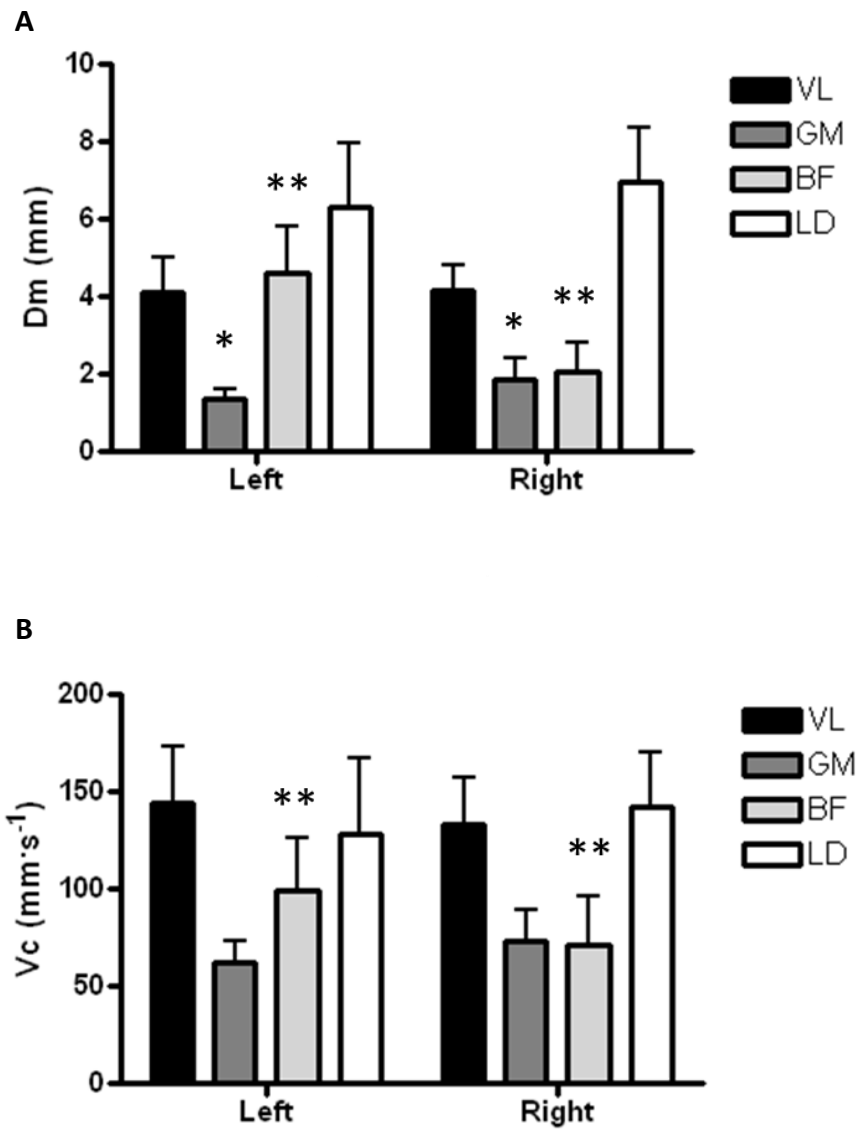 A
10
8
6
4
2
0
Dm (mm)
**
*
*
**
Left
Right
VL
GM
BF
LD
B
200
150
100
50
0
Vc (mm·s⁻¹)
**
**
Left
Right
VL
GM
BF
LD